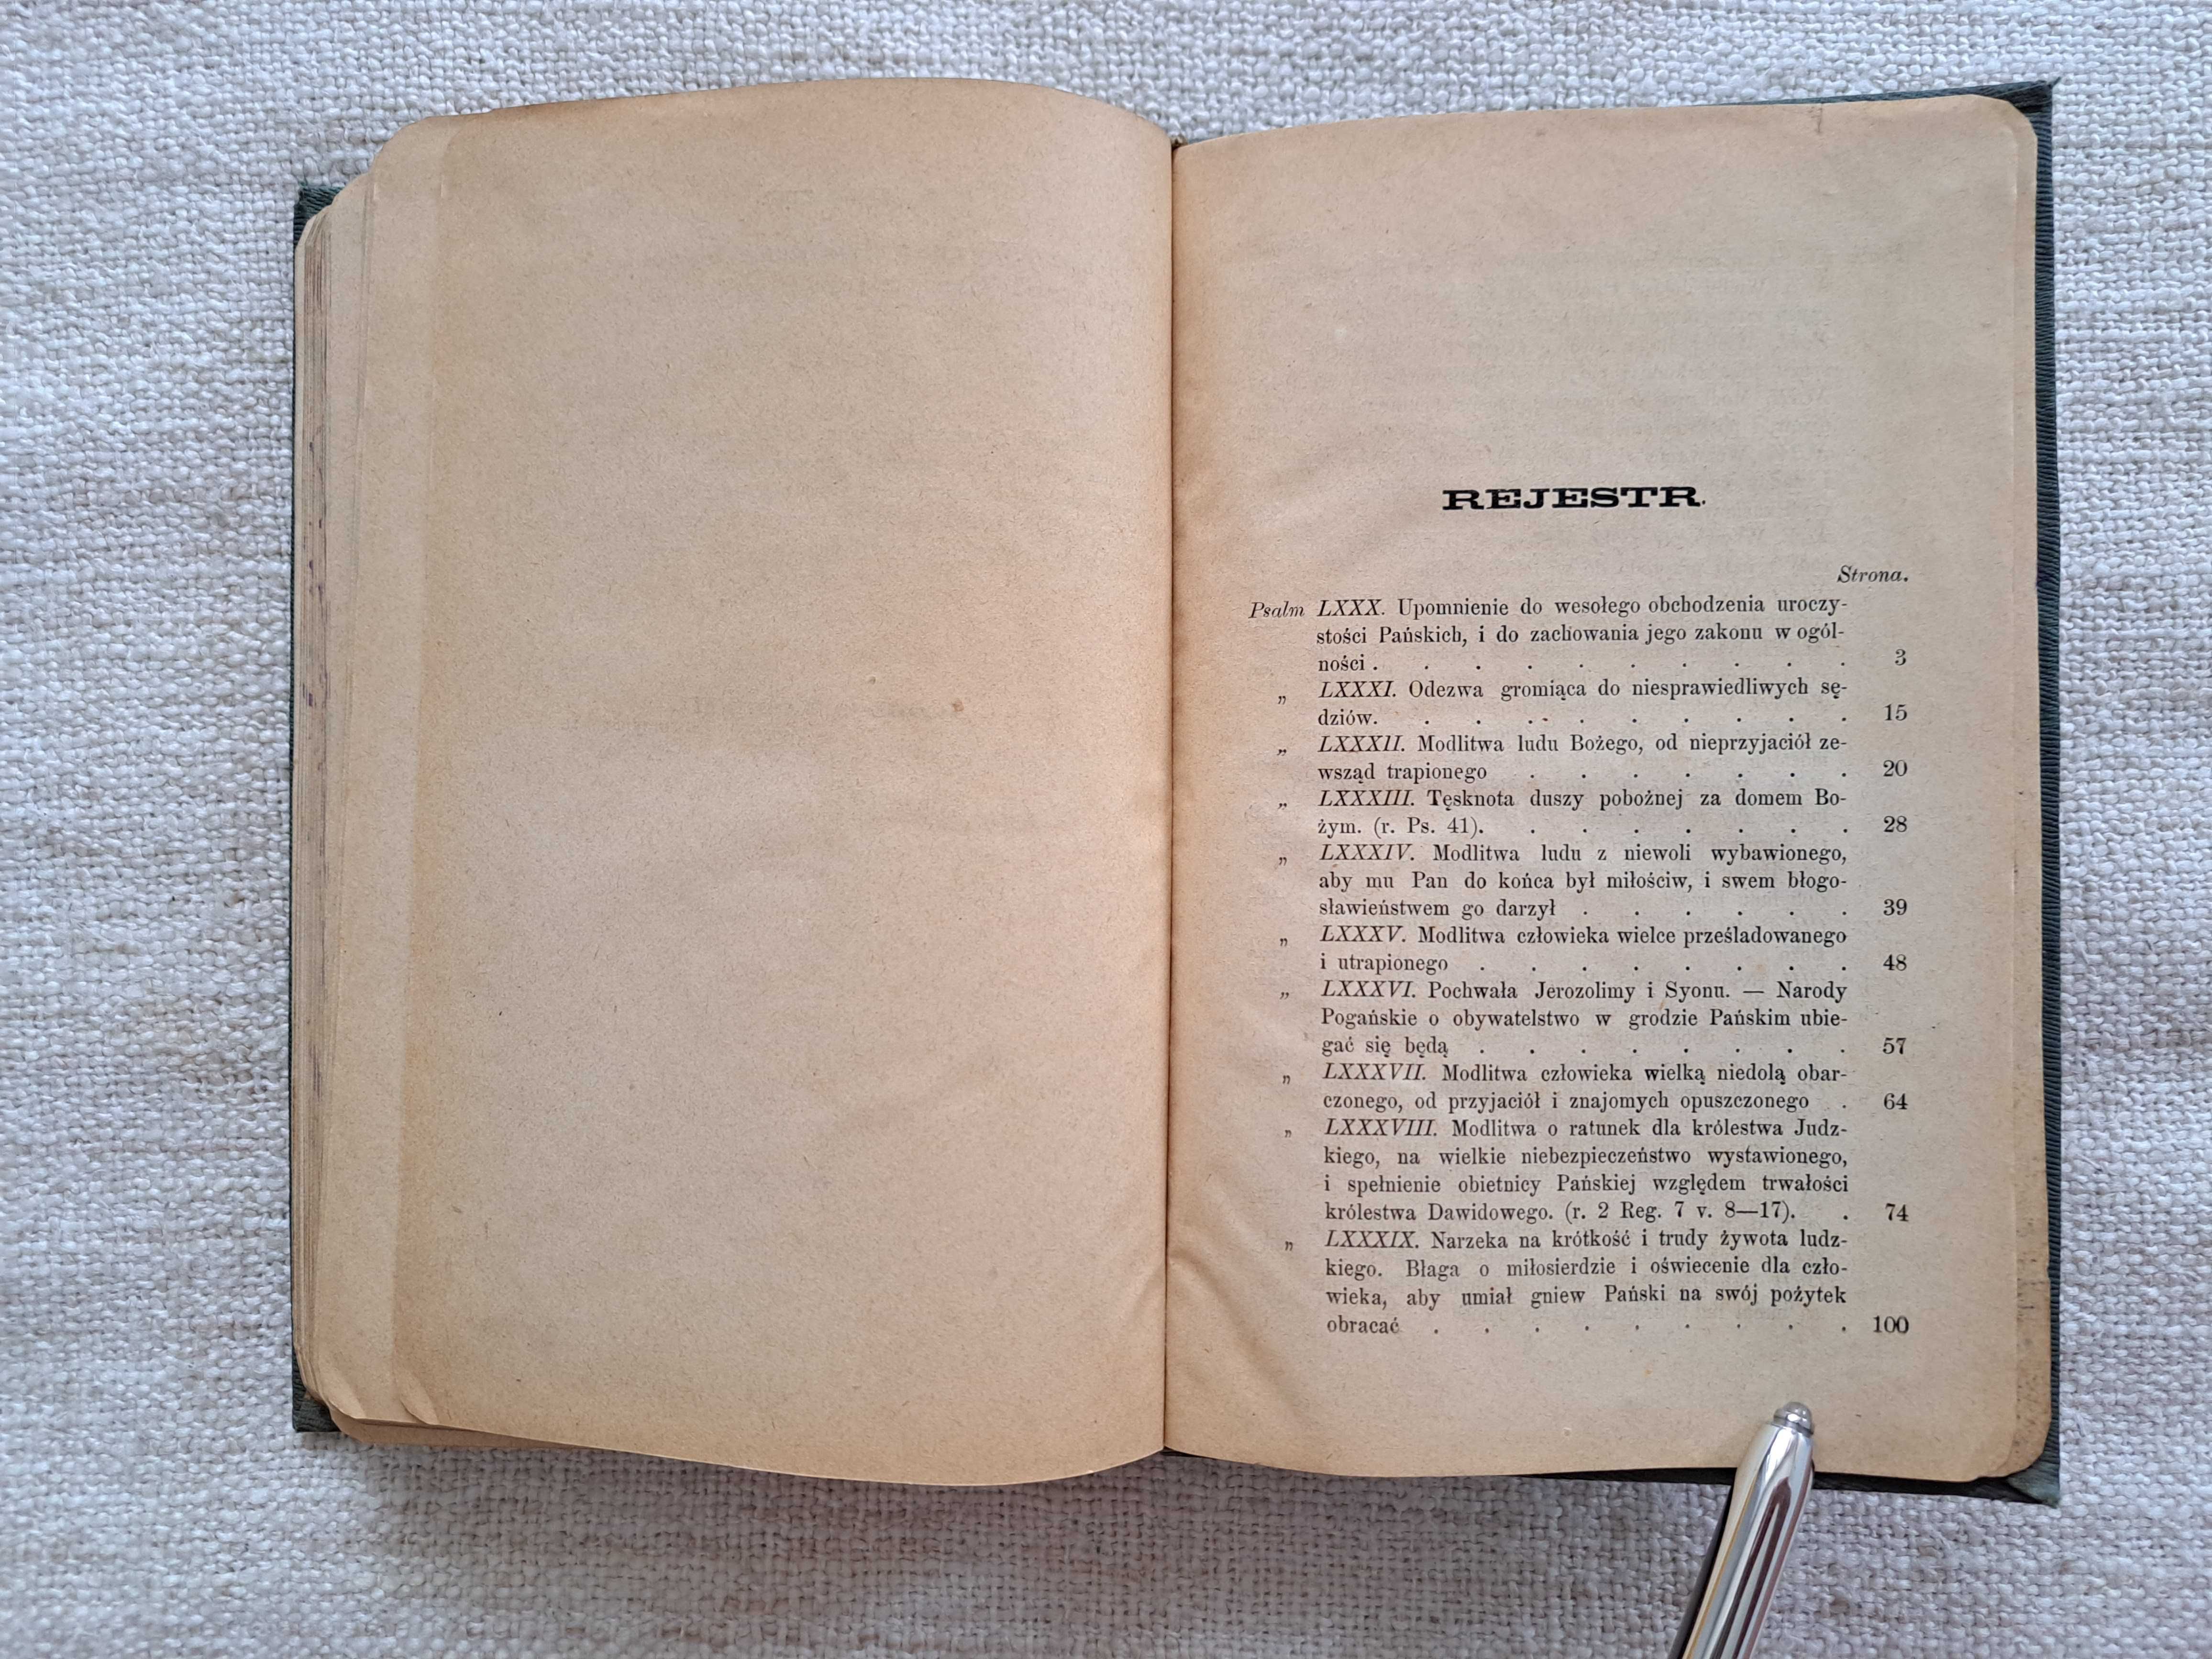 REJESTR.
Strona.
Psalm LXXX. Upomnienie do wesołego obchodzenia uroczy-
stości Pańskich, i do zachowania jego zakonu w ogól-
ności . . . . . . . . . . 3
„ LXXXI. Odezwa gromiąca do niesprawiedliwych sę-
dziów. . . . . . . . . . 15
„ LXXXII. Modlitwa ludu Bożego, od nieprzyjaciół ze-
wsząd trapionego . . . . . . . 20
„ LXXXIII. Tęsknota duszy pobożnej za domem Bo-
żym. (r. Ps. 41). . . . . . . . 28
„ LXXXIV. Modlitwa ludu z niewoli wybawionego,
aby mu Pan do końca był miłościw, i swem błogo-
sławieństwem go darzył . . . . . . 39
„ LXXXV. Modlitwa człowieka wielce prześladowanego
i utrapionego . . . . . . . . 48
„ LXXXVI. Pochwała Jerozolimy i Syonu. — Narody
Pogańskie o obywatelstwo w grodzie Pańskim ubie-
gać się będą . . . . . . . . 57
„ LXXXVII. Modlitwa człowieka wielką niedolą obar-
czonego, od przyjaciół i znajomych opuszczonego . 64
„ LXXXVIII. Modlitwa o ratunek dla królestwa Judz-
kiego, na wielkie niebezpieczeństwo wystawionego,
i spełnienie obietnicy Pańskiej względem trwałości
królestwa Dawidowego. (r. 2 Reg. 7 v. 8—17). . 74
„ LXXXIX. Narzeka na krótkość i trudy żywota ludz-
kiego. Błaga o miłosierdzie i oświecenie dla czło-
wieka, aby umiał gniew Pański na swój pożytek
obracać . . . . . . . . . 100